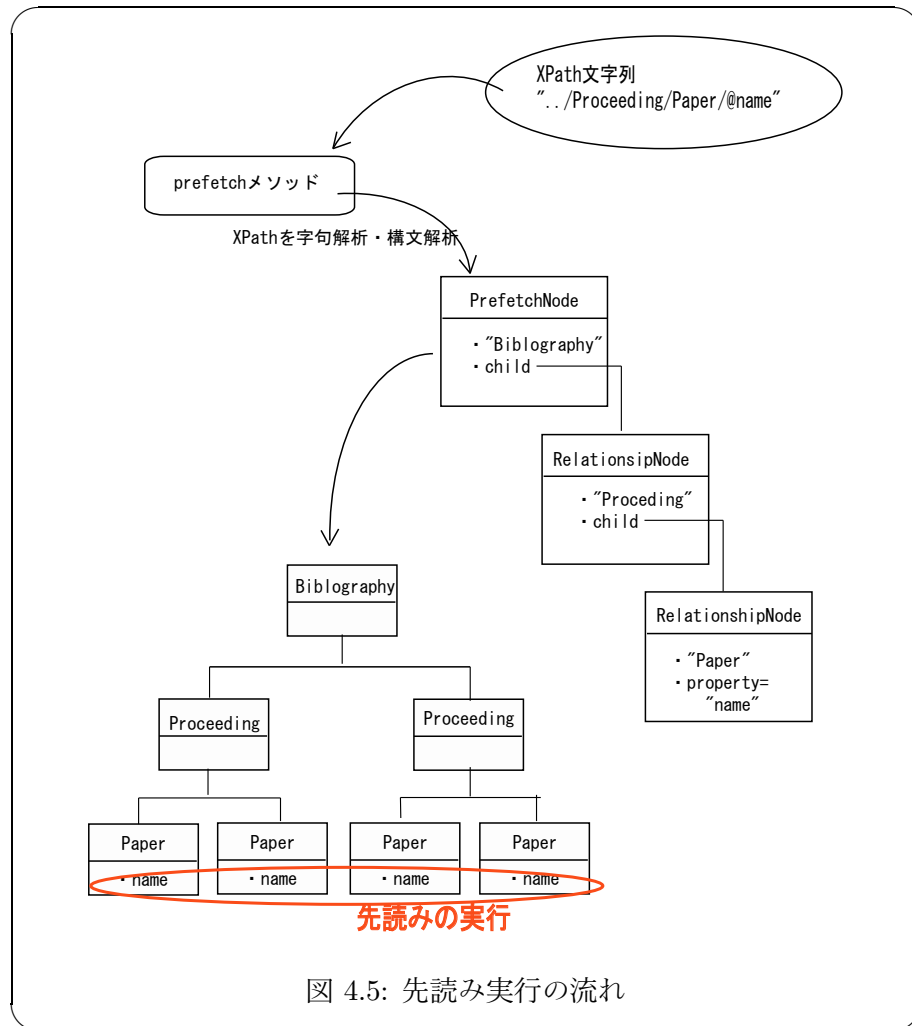 XPath文字列
"../Proceeding/Paper/@name"
prefetchメソッド
XPathを字句解析・構文解析
PrefetchNode
・"Biblography"
・child
RelationsipNode
・"Proceding"
・child
RelationshipNode
・"Paper"
・property=
"name"
Biblography
Proceeding
Proceeding
Paper
Paper
Paper
Paper
・name
・name
・name
・name
先読みの実行
図 4.5: 先読み実行の流れ